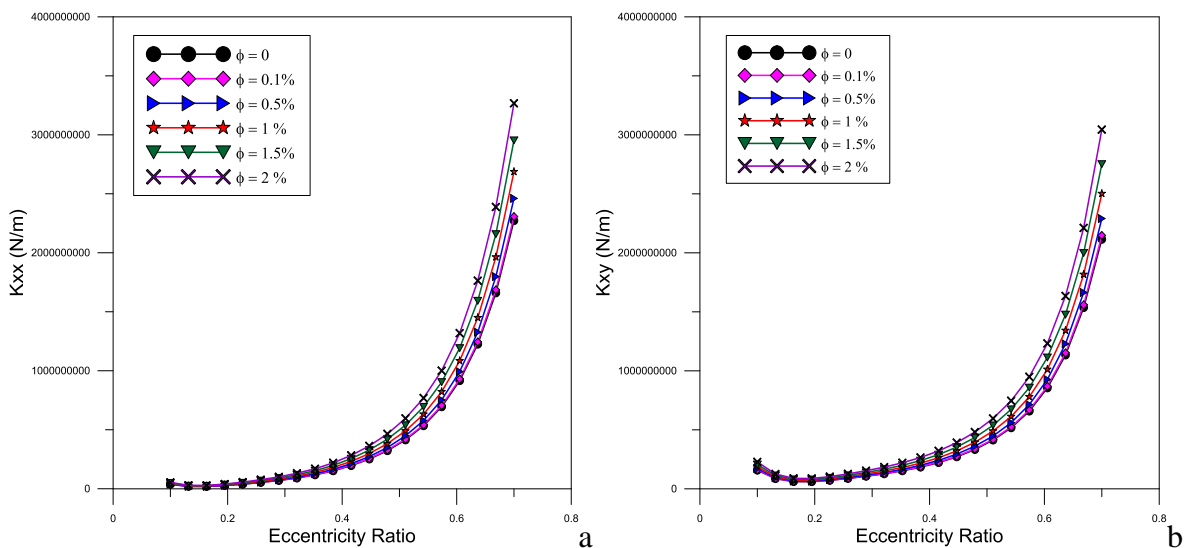 4000000000
3000000000
2000000000
1000000000
0
Kxx (N/m)
ϕ = 0
ϕ = 0.1%
ϕ = 0.5%
ϕ = 1 %
ϕ = 1.5%
ϕ = 2 %
0
0.2
0.4
0.6
0.8
Eccentricity Ratio
a
4000000000
3000000000
2000000000
1000000000
0
Kxy (N/m)
ϕ = 0
ϕ = 0.1%
ϕ = 0.5%
ϕ = 1 %
ϕ = 1.5%
ϕ = 2 %
0
0.2
0.4
0.6
0.8
Eccentricity Ratio
b